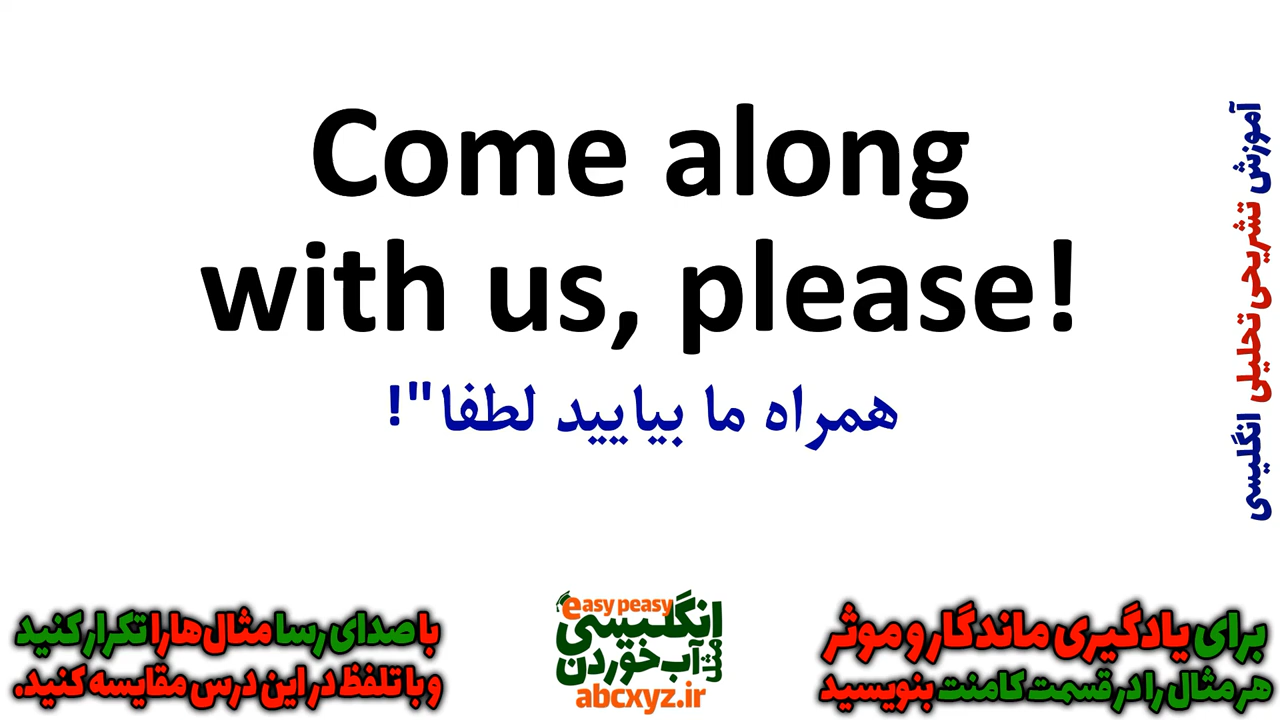 Come along
with us, please!
همراه ما بیایید لطفا"!
آموزش تشریحی تحلیلی انگلیسی
برای یادگیری ماندگار و موثر
هر مثال را در قسمت کامنت بنویسید
easy peasy
انگلیسی
مثل
آب خوردن
abcxyz.ir
با صدای رسا مثال‌ها را تکرار کنید
و با تلفظ در این درس مقایسه کنید.